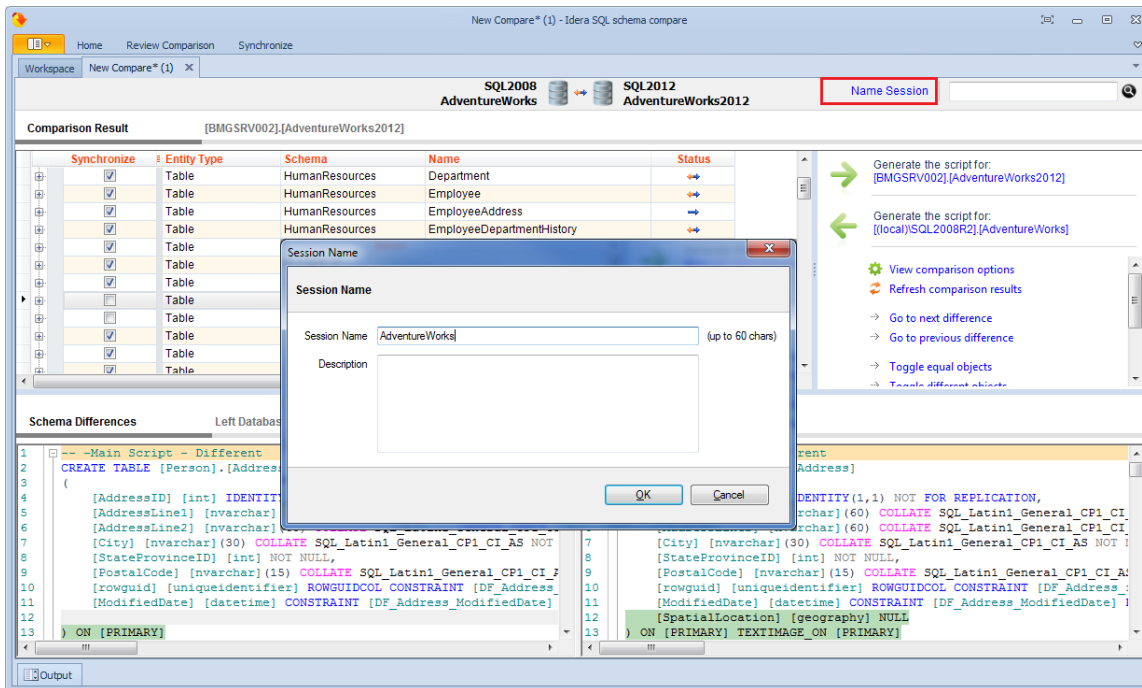 New Compare* (1) - Idera SQL schema compare
Home Review Comparison Synchronize
Workspace New Compare* (1)
SQL2008 SQL2012
AdventureWorks AdventureWorks2012
Name Session
Comparison Result [BMGSRV002].[AdventureWorks2012]
Synchronize Entity Type Schema Name Status
Table HumanResources Department
Table HumanResources Employee
Table HumanResources EmployeeAddress
Table HumanResources EmployeeDepartmentHistory
Table
Table
Table
Table
Table
Table
Table
Table
Generate the script for:
[BMGSRV002].[AdventureWorks2012]
Generate the script for:
[(local)\SQL2008R2].[AdventureWorks]
View comparison options
Refresh comparison results
Go to next difference
Go to previous difference
Toggle equal objects
Toggle different objects
Session Name
Session Name
Session Name AdventureWorks (up to 60 chars)
Description
OK Cancel
Schema Differences Left Databas
1 -- -Main Script - Different
2 CREATE TABLE [Person].[Addres
3 (
4 [AddressID] [int] IDENTIT
5 [AddressLine1] [nvarchar]
6 [AddressLine2] [nvarchar]
7 [City] [nvarchar](30) COLLATE SQL_Latin1_General_CP1_CI_AS NOT
8 [StateProvinceID] [int] NOT NULL,
9 [PostalCode] [nvarchar](15) COLLATE SQL_Latin1_General_CP1_CI_A
10 [rowguid] [uniqueidentifier] ROWGUIDCOL CONSTRAINT [DF_Address_
11 [ModifiedDate] [datetime] CONSTRAINT [DF_Address_ModifiedDate]
12
13 ) ON [PRIMARY]
rent
Address]
DENTITY(1,1) NOT FOR REPLICATION,
rchar](60) COLLATE SQL_Latin1_General_CP1_CI_
rchar](60) COLLATE SQL_Latin1_General_CP1_CI_
7 [City] [nvarchar](30) COLLATE SQL_Latin1_General_CP1_CI_AS NOT
8 [StateProvinceID] [int] NOT NULL,
9 [PostalCode] [nvarchar](15) COLLATE SQL_Latin1_General_CP1_CI_A
10 [rowguid] [uniqueidentifier] ROWGUIDCOL CONSTRAINT [DF_Address_
11 [ModifiedDate] [datetime] CONSTRAINT [DF_Address_ModifiedDate]
12 [SpatialLocation] [geography] NULL
13 ) ON [PRIMARY] TEXTIMAGE_ON [PRIMARY]
Output